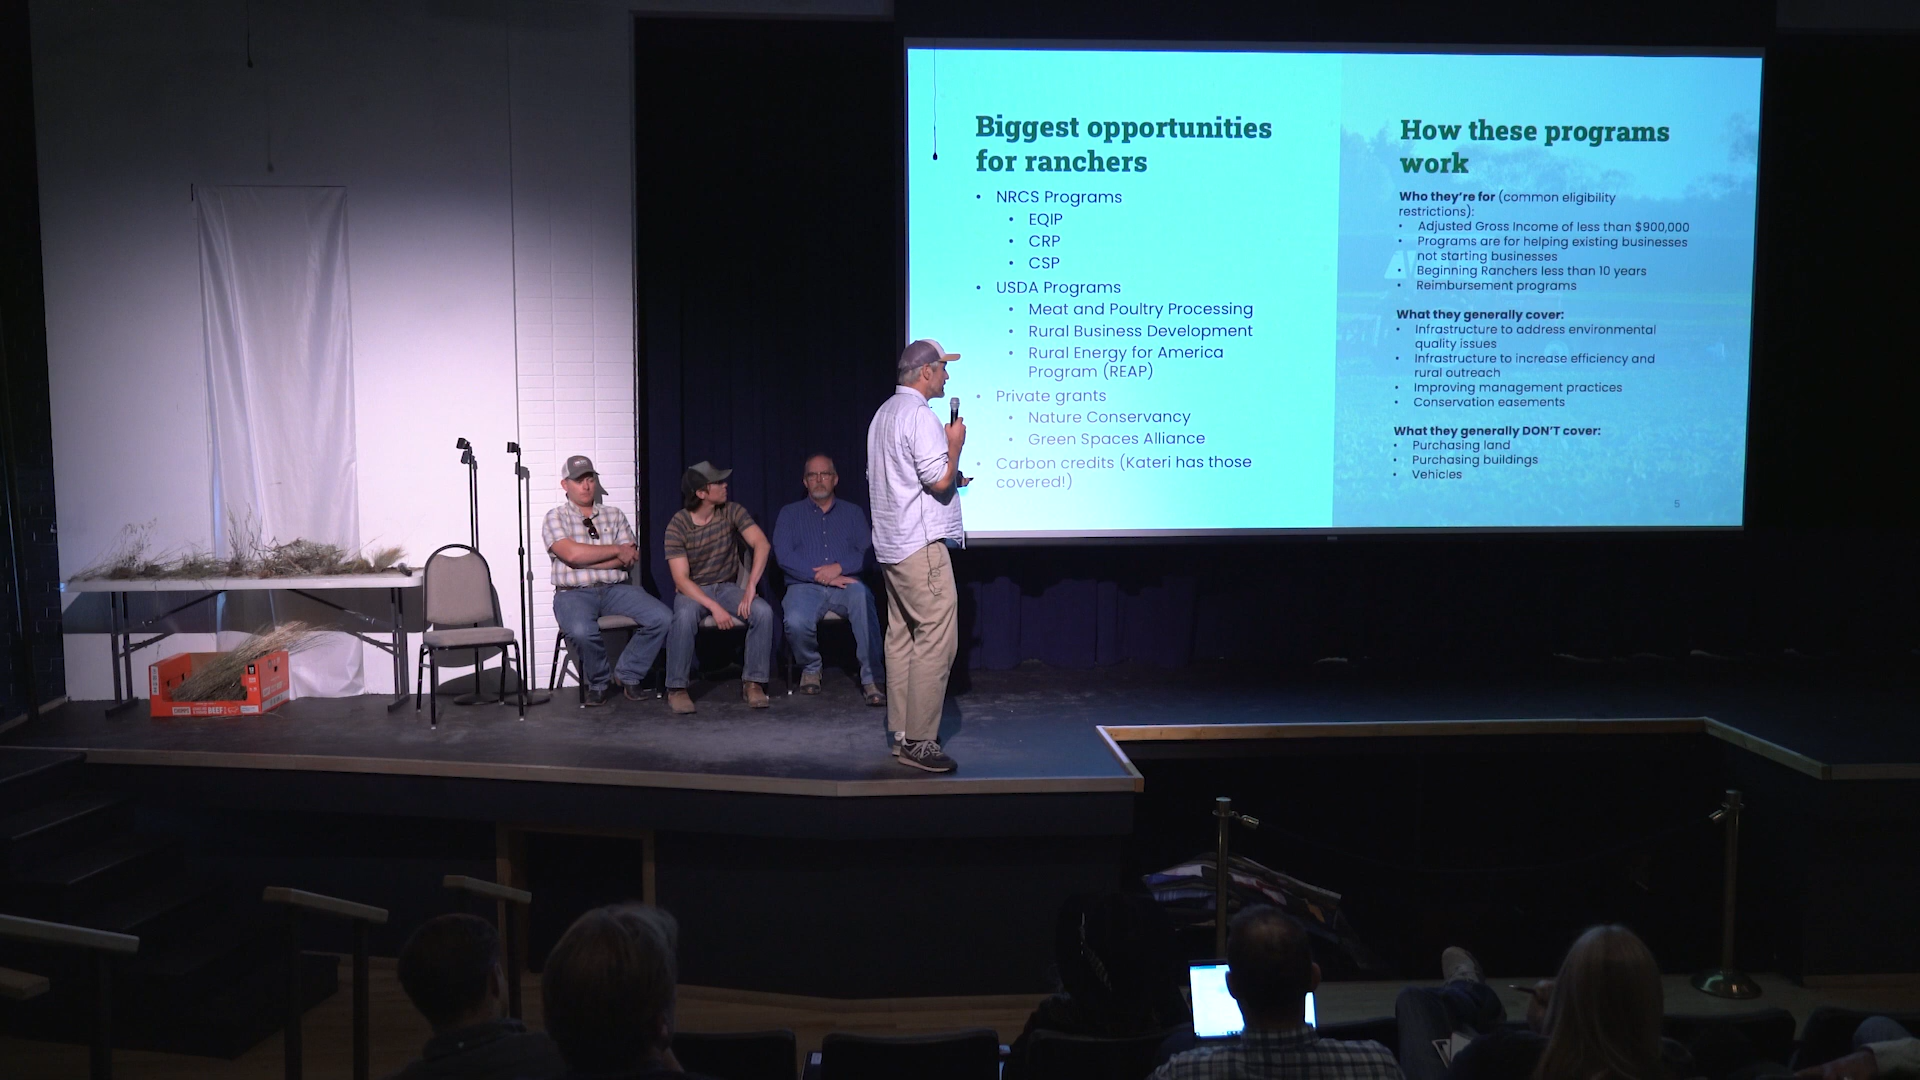 Biggest opportunities
for ranchers
• NRCS Programs
• EQIP
• CRP
• CSP
• USDA Programs
• Meat and Poultry Processing
• Rural Business Development
• Rural Energy for America
Program (REAP)
• Private grants
• Nature Conservancy
• Green Spaces Alliance
• Carbon credits (Kateri has those
covered!)
How these programs
work
Who they're for (common eligibility
restrictions):
• Adjusted Gross Income of less than $900,000
• Programs are for helping existing businesses
not starting businesses
• Beginning Ranchers less than 10 years
• Reimbursement programs
What they generally cover:
• Infrastructure to address environmental
quality issues
• Infrastructure to increase efficiency and
rural outreach
• Improving management practices
• Conservation easements
What they generally DON'T cover:
• Purchasing land
• Purchasing buildings
• Vehicles
5
BEEF